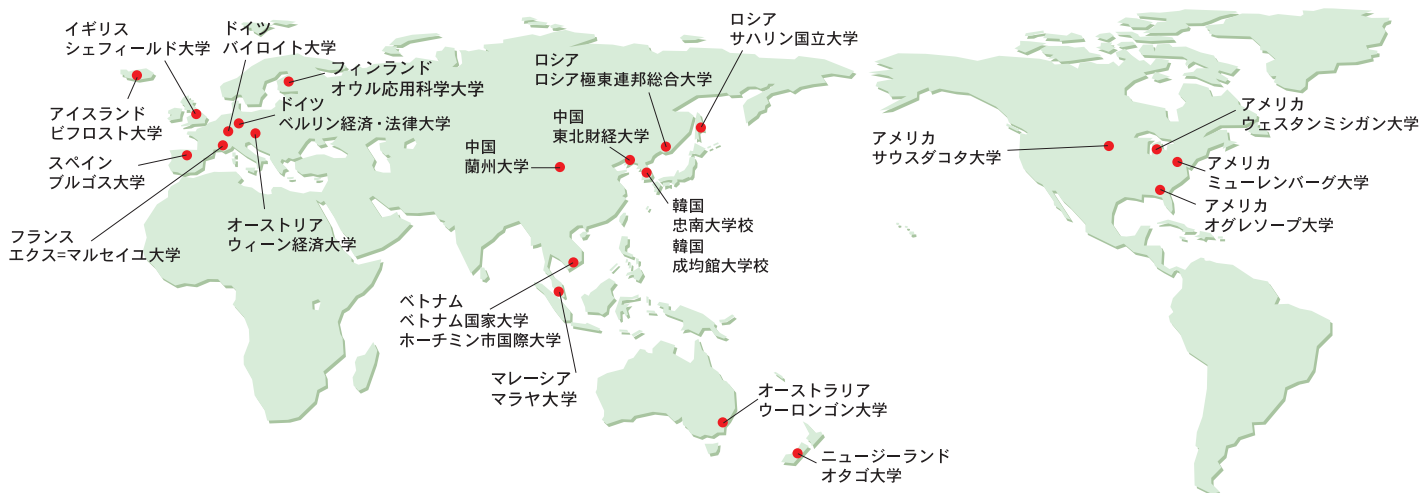 イギリス
シェフィールド大学
ドイツ
バイロイト大学
フィンランド
オウル応用科学大学
アイスランド
ビフロスト大学
ドイツ
ベルリン経済・法律大学
スペイン
ブルゴス大学
フランス
エクス=マルセイユ大学
オーストリア
ウィーン経済大学
ロシア
サハリン国立大学
ロシア
ロシア極東連邦総合大学
中国
東北財経大学
中国
蘭州大学
韓国
忠南大学校
韓国
成均館大学校
ベトナム
ベトナム国家大学
ホーチミン市国際大学
マレーシア
マラヤ大学
オーストラリア
ウーロンゴン大学
ニュージーランド
オタゴ大学
アメリカ
サウスダコタ大学
アメリカ
ウェスタンミシガン大学
アメリカ
ミューレンバーグ大学
アメリカ
オグレソープ大学